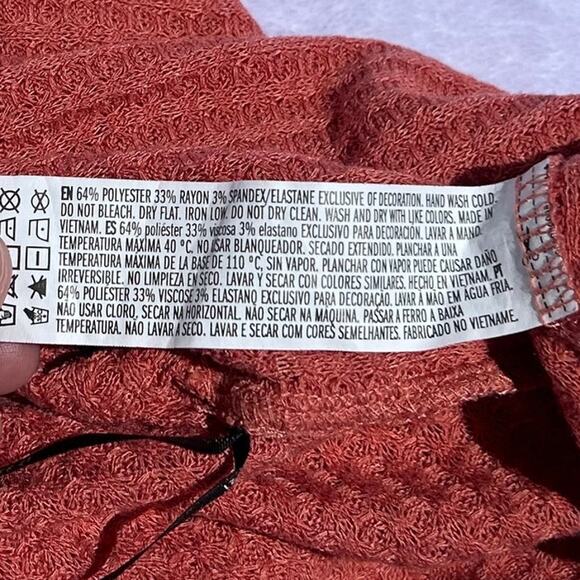 EN 64% POLYESTER 33% RAYON 3% SPANDEX/ELASTANE EXCLUSIVE OF DECORATION. HAND WASH COLD.
DO NOT BLEACH. DRY FLAT. IRON LOW. DO NOT DRY CLEAN. WASH AND DRY WITH LIKE COLORS. MADE IN
VIETNAM. ES 64% poliéster 33% viscosa 3% elastano EXCLUSIVO PARA DECORACIÓN. LAVAR A MANO.
TEMPERATURA MÁXIMA 40 °C. NO USAR BLANQUEADOR. SECADO EXTENDIDO. PLANCHAR A UNA
TEMPERATURA MÁXIMA DE LA BASE DE 110 °C, SIN VAPOR. PLANCHAR CON VAPOR PUEDE CAUSAR DAÑO
IRREVERSIBLE. NO LIMPIEZA EN SECO. LAVAR Y SECAR CON COLORES SIMILARES. HECHO EN VIETNAM. PT
64% POLIÉSTER 33% VISCOSE 3% ELASTANO EXCLUSIVO PARA DECORAÇÃO. LAVAR À MÃO EM ÁGUA FRIA.
NÃO USAR CLORO. SECAR NA HORIZONTAL. NÃO SECAR NA MÁQUINA. PASSAR A FERRO A BAIXA
TEMPERATURA. NÃO LAVAR A SECO. LAVAR E SECAR COM CORES SEMELHANTES. FABRICADO NO VIETNAME.